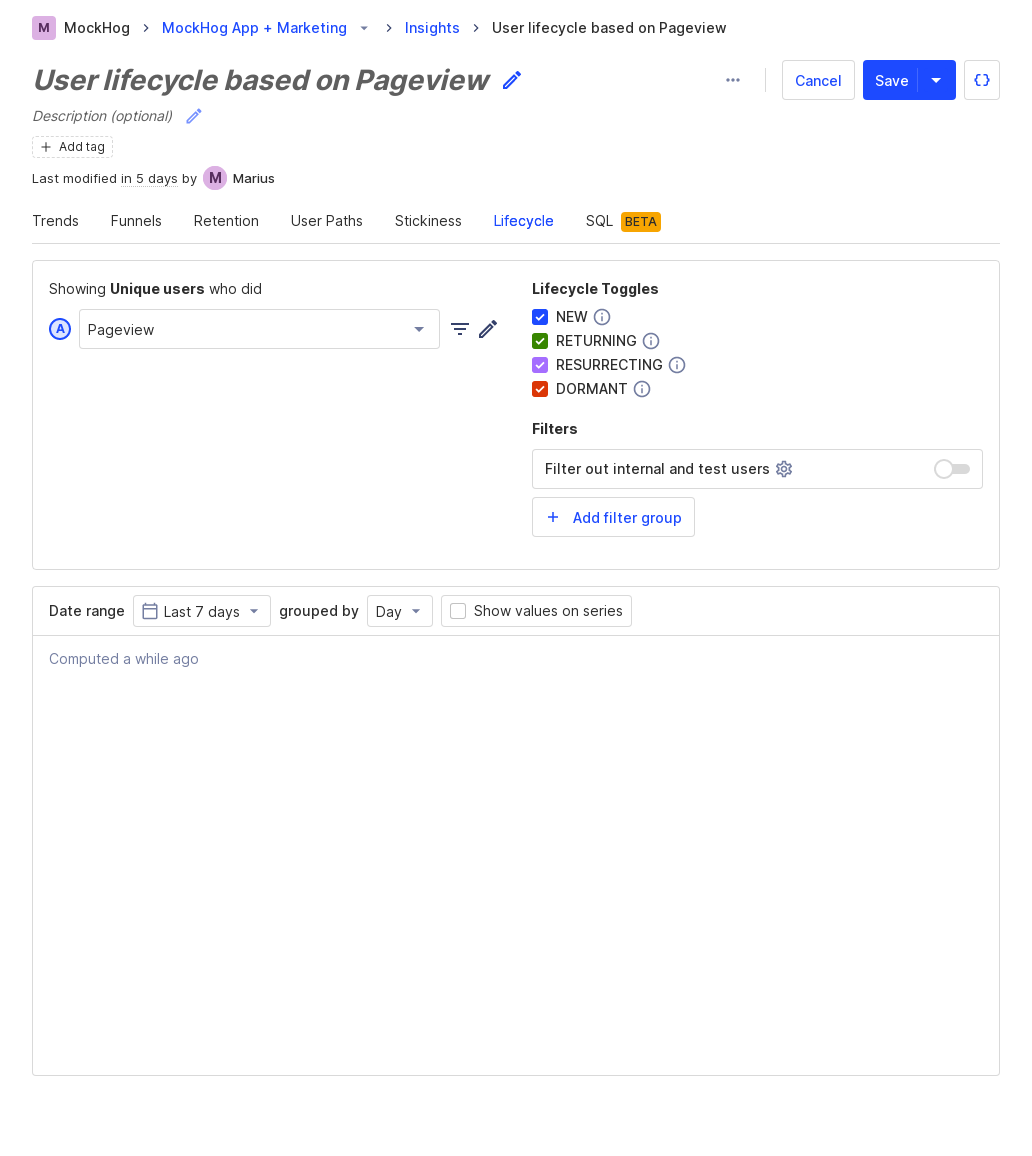 M MockHog MockHog App + Marketing Insights User lifecycle based on Pageview
User lifecycle based on Pageview
Cancel Save
Description (optional)
Add tag
Last modified in 5 days by M Marius
Trends Funnels Retention User Paths Stickiness Lifecycle SQL BETA
Showing Unique users who did
A Pageview
Lifecycle Toggles
NEW
RETURNING
RESURRECTING
DORMANT
Filters
Filter out internal and test users
Add filter group
Date range Last 7 days grouped by Day Show values on series
Computed a while ago